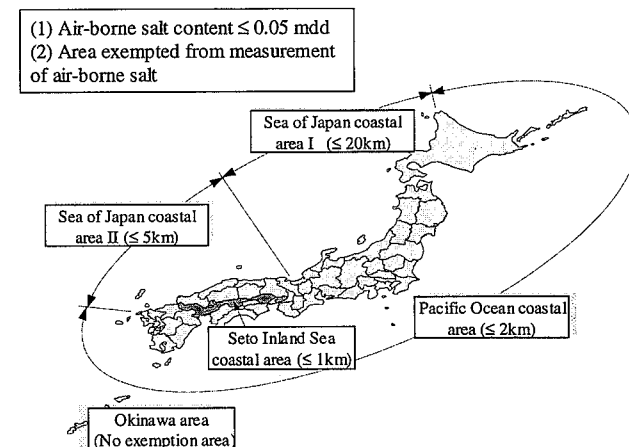 (1) Air-borne salt content ≤ 0.05 mdd
(2) Area exempted from measurement
of air-borne salt
Sea of Japan coastal
area I (≤ 20km)
Sea of Japan coastal
area II (≤ 5km)
Pacific Ocean coastal
area (≤ 2km)
Seto Inland Sea
coastal area (≤ 1km)
Okinawa area
(No exemption area)